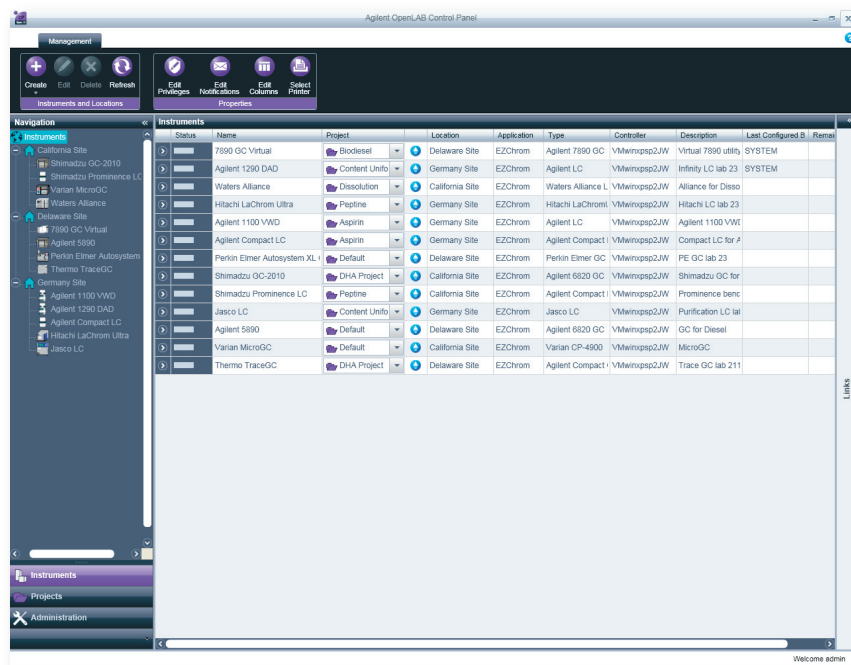 Agilent OpenLAB Control Panel
Management
Create Edit Delete Refresh
Edit Privileges Edit Notifications Edit Columns Select Printer
Instruments and Locations Properties
Navigation
Instruments
California Site
Shimadzu GC-2010
Shimadzu Prominence LC
Varian MicroGC
Waters Alliance
Delaware Site
7890 GC Virtual
Agilent 5890
Perkin Elmer Autosystem
Thermo TraceGC
Germany Site
Agilent 1100 VWD
Agilent 1290 DAD
Agilent Compact LC
Hitachi LaChrom Ultra
Jasco LC
Instruments
Projects
Administration
Instruments
Status Name Project Location Application Type Controller Description Last Configured B Remai
7890 GC Virtual Biodiesel Delaware Site EZChrom Agilent 7890 GC VMwinxpsp2JW Virtual 7890 utility SYSTEM
Agilent 1290 DAD Content Unifo Germany Site EZChrom Agilent LC VMwinxpsp2JW Infinity LC lab 23 SYSTEM
Waters Alliance Dissolution California Site EZChrom Waters Alliance L VMwinxpsp2JW Alliance for Disso
Hitachi LaChrom Ultra Peptine Germany Site EZChrom Hitachi LaChrom VMwinxpsp2JW Hitachi LC lab 23
Agilent 1100 VWD Aspirin Germany Site EZChrom Agilent LC VMwinxpsp2JW Agilent 1100 VWD
Agilent Compact LC Aspirin Germany Site EZChrom Agilent Compact VMwinxpsp2JW Compact LC for A
Perkin Elmer Autosystem XL Default Delaware Site EZChrom Perkin Elmer GC VMwinxpsp2JW PE GC lab 23
Shimadzu GC-2010 DHA Project California Site EZChrom Agilent 6820 GC VMwinxpsp2JW Shimadzu GC for
Shimadzu Prominence LC Peptine California Site EZChrom Agilent Compact VMwinxpsp2JW Prominence benc
Jasco LC Content Unifo Germany Site EZChrom Jasco LC VMwinxpsp2JW Purification LC lal
Agilent 5890 Default Delaware Site EZChrom Agilent 6820 GC VMwinxpsp2JW GC for Diesel
Varian MicroGC Default California Site EZChrom Varian CP-4900 VMwinxpsp2JW MicroGC
Thermo TraceGC DHA Project Delaware Site EZChrom Agilent Compact VMwinxpsp2JW Trace GC lab 211
Links
Welcome admin